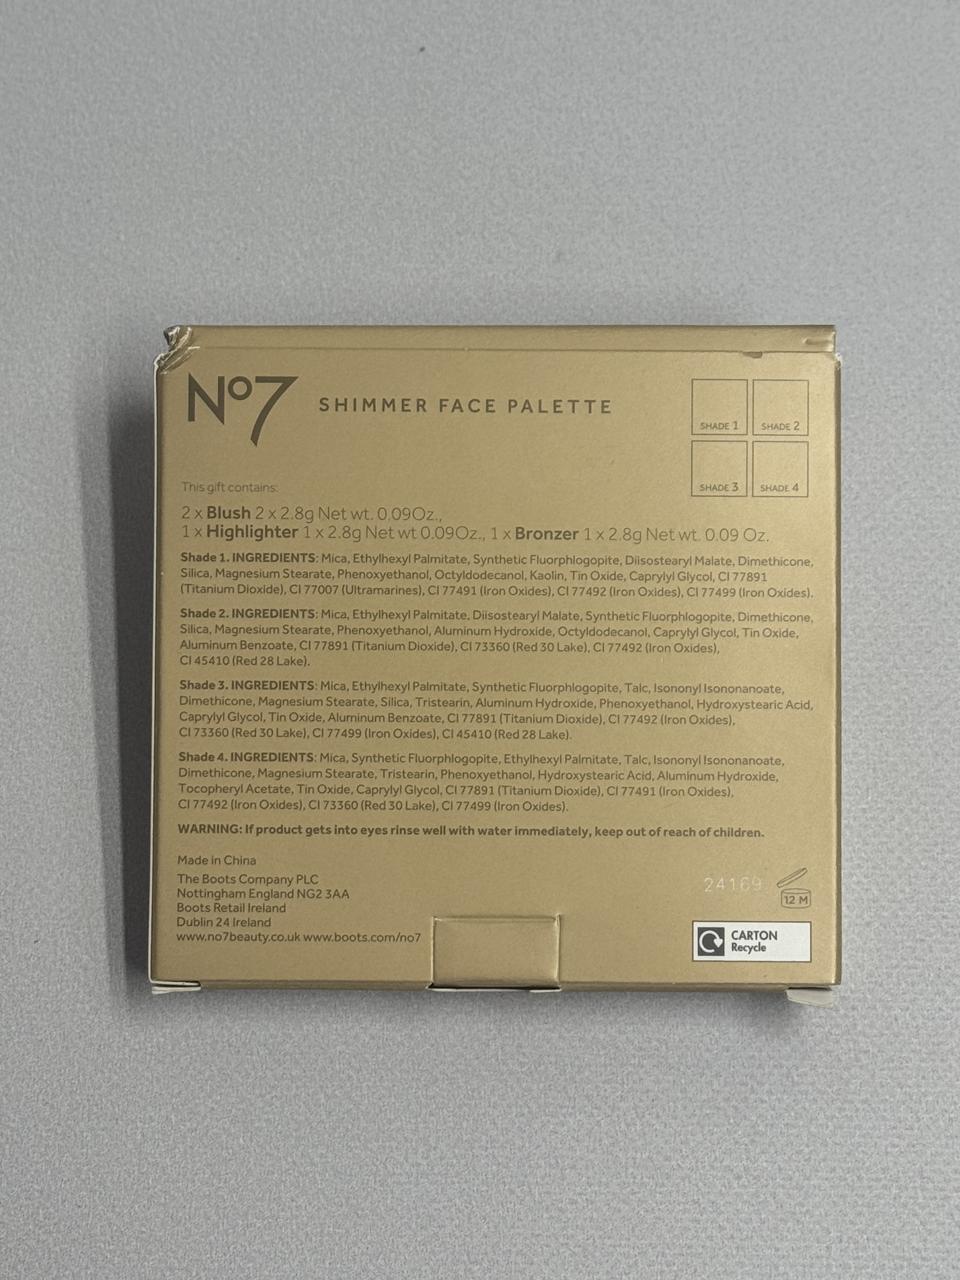 No7 SHIMMER FACE PALETTE
SHADE 1 SHADE 2
SHADE 3 SHADE 4
This gift contains:
2 x Blush 2 x 2.8g Net wt. 0.09Oz.,
1 x Highlighter 1 x 2.8g Net wt 0.09Oz., 1 x Bronzer 1 x 2.8g Net wt. 0.09 Oz.
Shade 1. INGREDIENTS: Mica, Ethylhexyl Palmitate, Synthetic Fluorphlogopite, Diisostearyl Malate, Dimethicone,
Silica, Magnesium Stearate, Phenoxyethanol, Octyldodecanol, Kaolin, Tin Oxide, Caprylyl Glycol, CI 77891
(Titanium Dioxide), CI 77007 (Ultramarines), CI 77491 (Iron Oxides), CI 77492 (Iron Oxides), CI 77499 (Iron Oxides).
Shade 2. INGREDIENTS: Mica, Ethylhexyl Palmitate, Diisostearyl Malate, Synthetic Fluorphlogopite, Dimethicone,
Silica, Magnesium Stearate, Phenoxyethanol, Aluminum Hydroxide, Octyldodecanol, Caprylyl Glycol, Tin Oxide,
Aluminum Benzoate, CI 77891 (Titanium Dioxide), CI 73360 (Red 30 Lake), CI 77492 (Iron Oxides),
CI 45410 (Red 28 Lake).
Shade 3. INGREDIENTS: Mica, Ethylhexyl Palmitate, Synthetic Fluorphlogopite, Talc, Isononyl Isononanoate,
Dimethicone, Magnesium Stearate, Silica, Tristearin, Aluminum Hydroxide, Phenoxyethanol, Hydroxystearic Acid,
Caprylyl Glycol, Tin Oxide, Aluminum Benzoate, CI 77891 (Titanium Dioxide), CI 77492 (Iron Oxides),
CI 73360 (Red 30 Lake), CI 77499 (Iron Oxides), CI 45410 (Red 28 Lake).
Shade 4. INGREDIENTS: Mica, Synthetic Fluorphlogopite, Ethylhexyl Palmitate, Talc, Isononyl Isononanoate,
Dimethicone, Magnesium Stearate, Tristearin, Phenoxyethanol, Hydroxystearic Acid, Aluminum Hydroxide,
Tocopheryl Acetate, Tin Oxide, Caprylyl Glycol, CI 77891 (Titanium Dioxide), CI 77491 (Iron Oxides),
CI 77492 (Iron Oxides), CI 73360 (Red 30 Lake), CI 77499 (Iron Oxides).
WARNING: If product gets into eyes rinse well with water immediately, keep out of reach of children.
Made in China
The Boots Company PLC
Nottingham England NG2 3AA
Boots Retail Ireland
Dublin 24 Ireland
www.no7beauty.co.uk www.boots.com/no7
24169
12 M
CARTON
Recycle